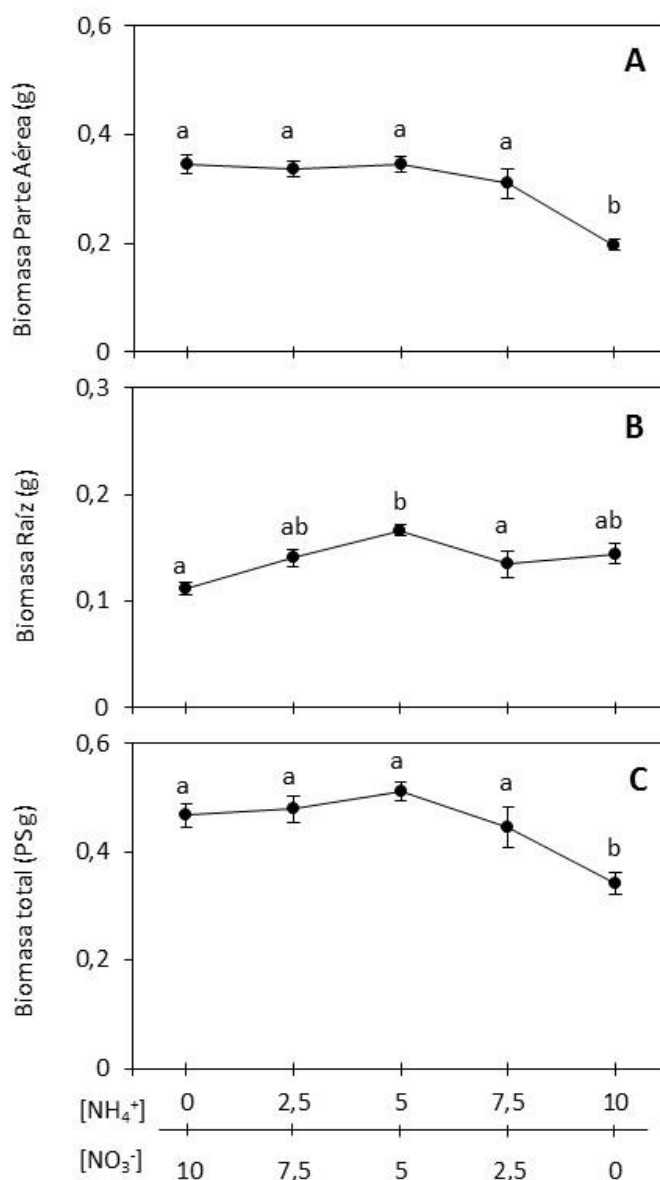 0,6
A
Biomasa Parte Aérea (g)
a a a a
0,4
b
0,2
0
0,3
B
Biomasa Raíz (g)
0,2
a ab b a ab
0,1
0
0,6
C
Biomasa total (PSg)
a a a a
b
0,4
0,2
0
[NH₄⁺] 0 2,5 5 7,5 10
[NO₃⁻] 10 7,5 5 2,5 0